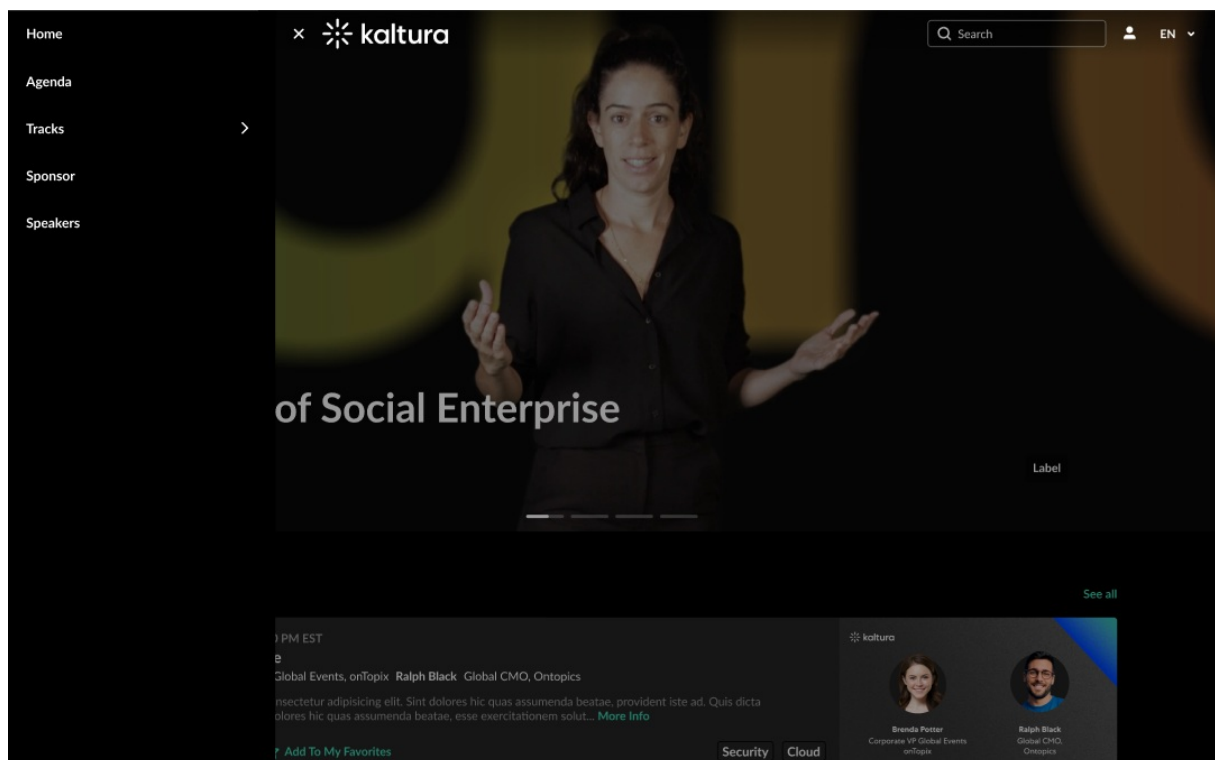 Home
kaltura
Search
EN
Agenda
Tracks
Sponsor
Speakers
of Social Enterprise
Label
See all
PM EST
kaltura
e
Global Events, onTopix Ralph Black Global CMO, Ontopics
nsectetur adipisicing elit. Sint dolores hic quas assumenda beatae, provident iste ad. Quis dicta
olores hic quas assumenda beatae, esse exercitationem solut... More Info
Brenda Potter
Corporate VP Global Events
onTopix
Ralph Black
Global CMO,
Ontopics
Add To My Favorites
Security
Cloud